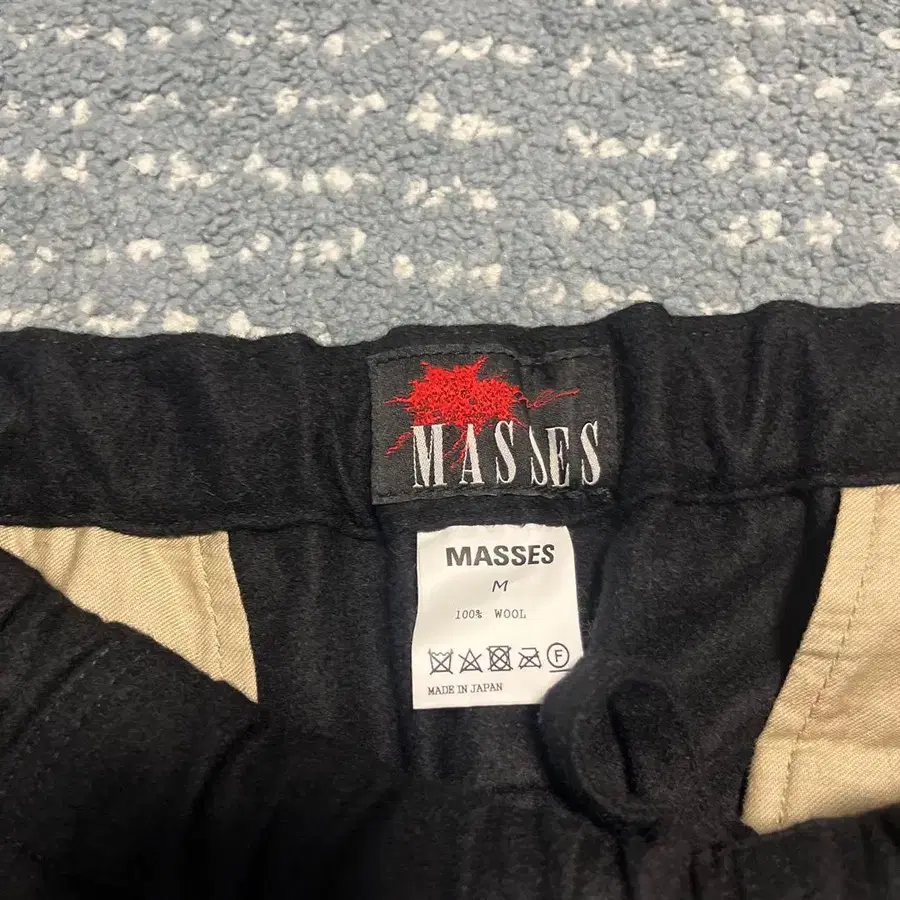 MASSES
MASSES
M
100% WOOL
F
MADE IN JAPAN